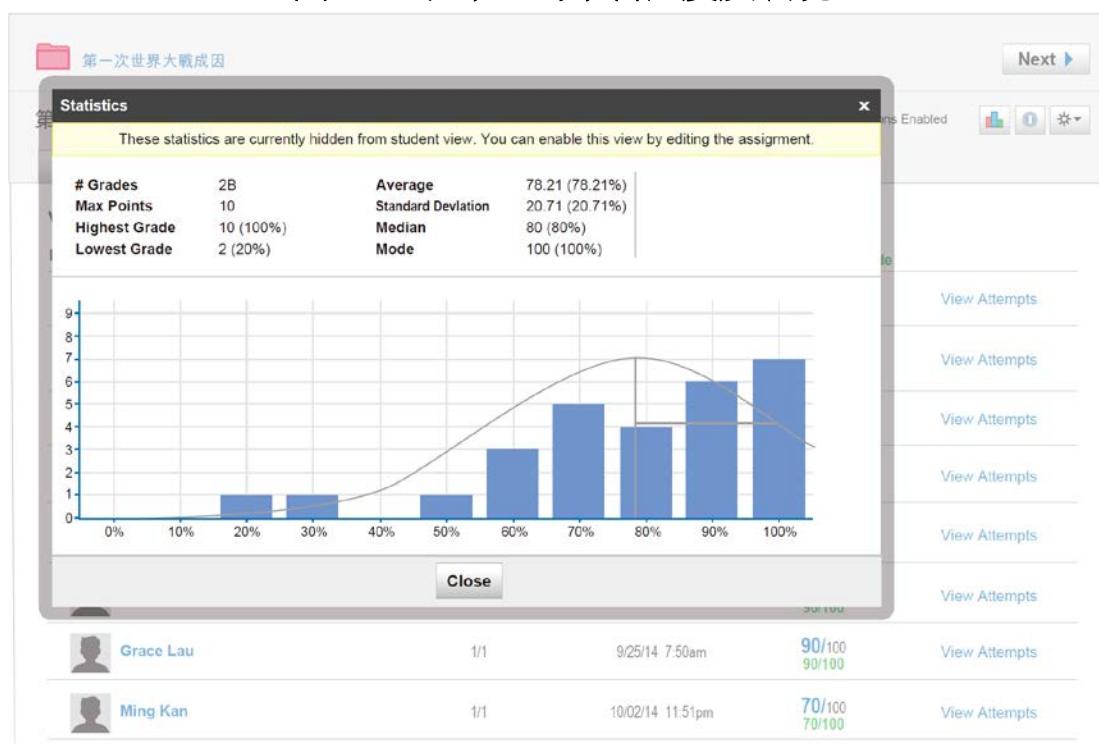 第一次世界大戰成因
Next
第
ns Enabled
Statistics
x
These statistics are currently hidden from student view. You can enable this view by editing the assigrment.
# Grades 2B Average 78.21 (78.21%)
Max Points 10 Standard Devlation 20.71 (20.71%)
Highest Grade 10 (100%) Median 80 (80%)
Lowest Grade 2 (20%) Mode 100 (100%)
9
8
7
6
5
4
3
2
1
0
0% 10% 20% 30% 40% 50% 60% 70% 80% 90% 100%
Close
View Attempts
View Attempts
View Attempts
View Attempts
View Attempts
90/100 View Attempts
Grace Lau 1/1 9/25/14 7:50am 90/100 View Attempts
90/100
Ming Kan 1/1 10/02/14 11:51pm 70/100 View Attempts
70/100